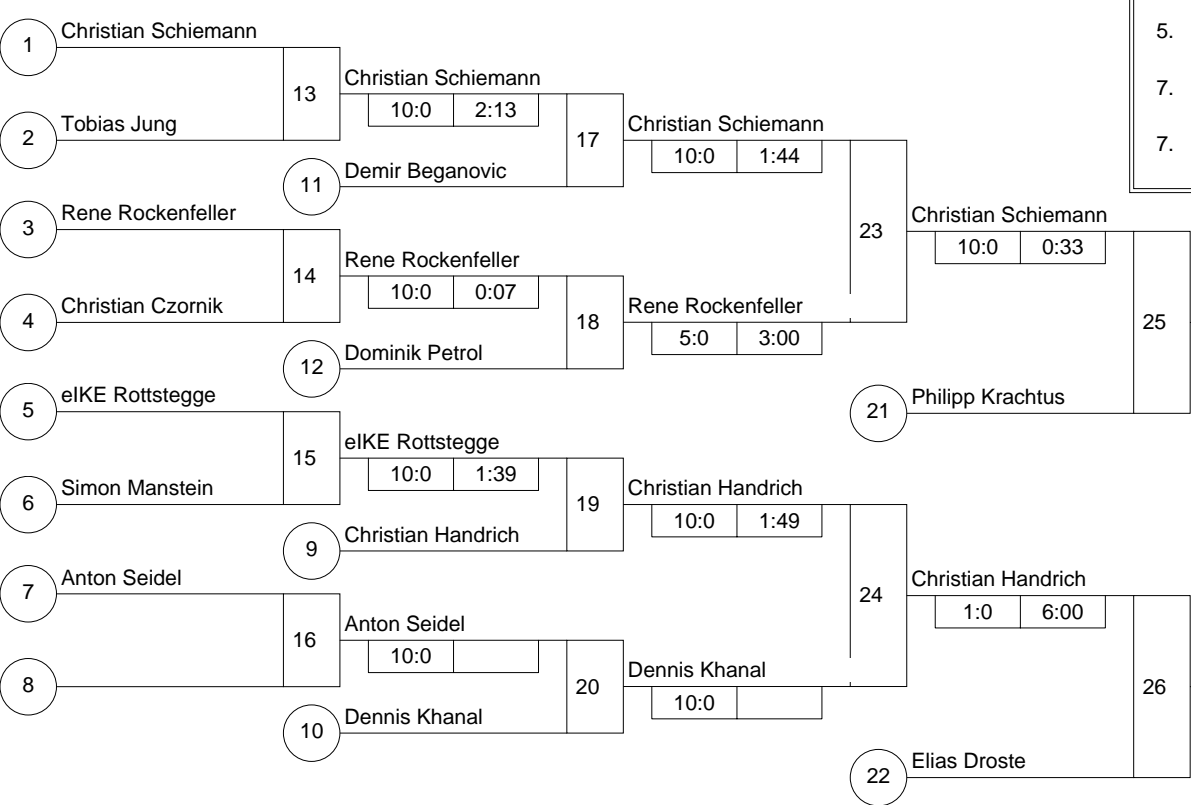 5.
1 Christian Schiemann
13
Christian Schiemann
10:0 2:13
7.
2 Tobias Jung
17
Christian Schiemann
10:0 1:44
7.
11 Demir Beganovic
3 Rene Rockenfeller
23
Christian Schiemann
10:0 0:33
14
Rene Rockenfeller
10:0 0:07
4 Christian Czornik
18
Rene Rockenfeller
5:0 3:00
25
12 Dominik Petrol
5 eIKE Rottstegge
21 Philipp Krachtus
15
eIKE Rottstegge
10:0 1:39
6 Simon Manstein
19
Christian Handrich
10:0 1:49
9 Christian Handrich
7 Anton Seidel
24
Christian Handrich
1:0 6:00
16
Anton Seidel
10:0
8
20
Dennis Khanal
10:0
26
10 Dennis Khanal
22 Elias Droste